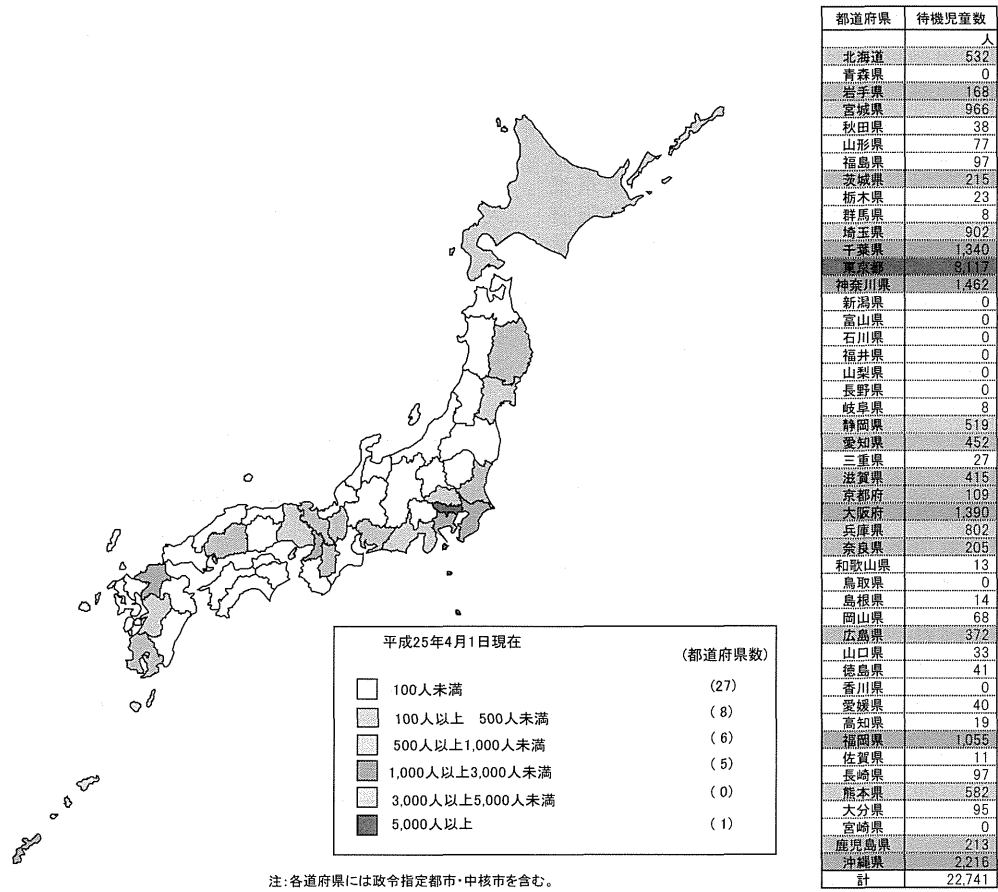 都道府県 待機児童数
人
北海道 532
青森県 0
岩手県 168
宮城県 966
秋田県 38
山形県 77
福島県 97
茨城県 215
栃木県 23
群馬県 8
埼玉県 902
千葉県 1,340
東京都 8,117
神奈川県 1,462
新潟県 0
富山県 0
石川県 0
福井県 0
山梨県 0
長野県 0
岐阜県 8
静岡県 519
愛知県 452
三重県 27
滋賀県 415
京都府 109
大阪府 1,390
兵庫県 802
奈良県 205
和歌山県 13
鳥取県 0
島根県 14
岡山県 68
広島県 372
山口県 33
徳島県 41
香川県 0
愛媛県 40
高知県 19
福岡県 1,055
佐賀県 11
長崎県 97
熊本県 582
大分県 95
宮崎県 0
鹿児島県 213
沖縄県 2,216
計 22,741
平成25年4月1日現在
(都道府県数)
100人未満 (27)
100人以上 500人未満 (8)
500人以上1,000人未満 (6)
1,000人以上3,000人未満 (5)
3,000人以上5,000人未満 (0)
5,000人以上 (1)
注:各道府県には政令指定都市・中核市を含む。